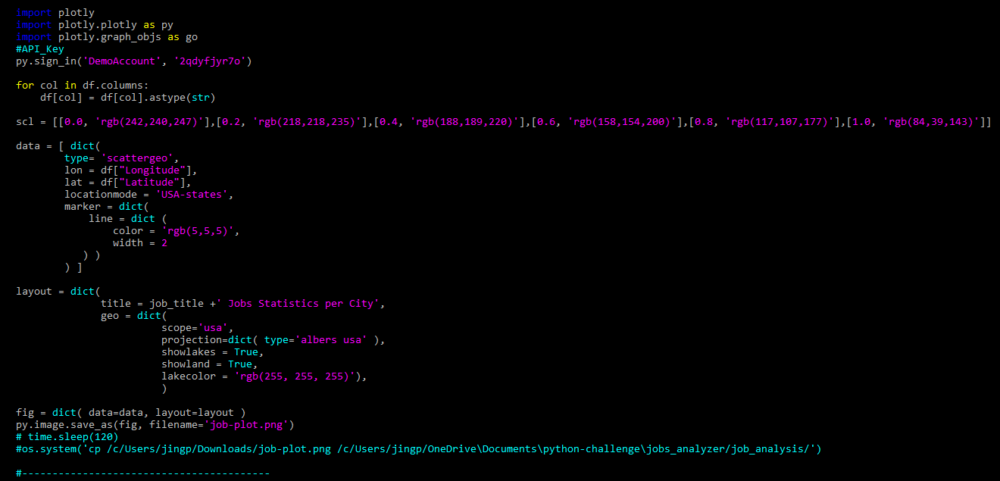 import plotly
import plotly.plotly as py
import plotly.graph_objs as go
#API_Key
py.sign_in('DemoAccount', '2qdyfjyr7o')

for col in df.columns:
    df[col] = df[col].astype(str)

scl = [[0.0, 'rgb(242,240,247)'],[0.2, 'rgb(218,218,235)'],[0.4, 'rgb(188,189,220)'],[0.6, 'rgb(158,154,200)'],[0.8, 'rgb(117,107,177)'],[1.0, 'rgb(84,39,143)']]

data = [ dict(
        type= 'scattergeo',
        lon = df["Longitude"],
        lat = df["Latitude"],
        locationmode = 'USA-states',
        marker = dict(
            line = dict (
                color = 'rgb(5,5,5)',
                width = 2
           ) )
        ) ]

layout = dict(
              title = job_title +' Jobs Statistics per City',
              geo = dict(
                        scope='usa',
                        projection=dict( type='albers usa' ),
                        showlakes = True,
                        showland = True,
                        lakecolor = 'rgb(255, 255, 255)'),
                        )

fig = dict( data=data, layout=layout )
py.image.save_as(fig, filename='job-plot.png')
# time.sleep(120)
#os.system('cp /c/Users/jingp/Downloads/job-plot.png /c/Users/jingp/OneDrive\Documents\python-challenge\jobs_analyzer/job_analysis/')

#-----------------------------------------